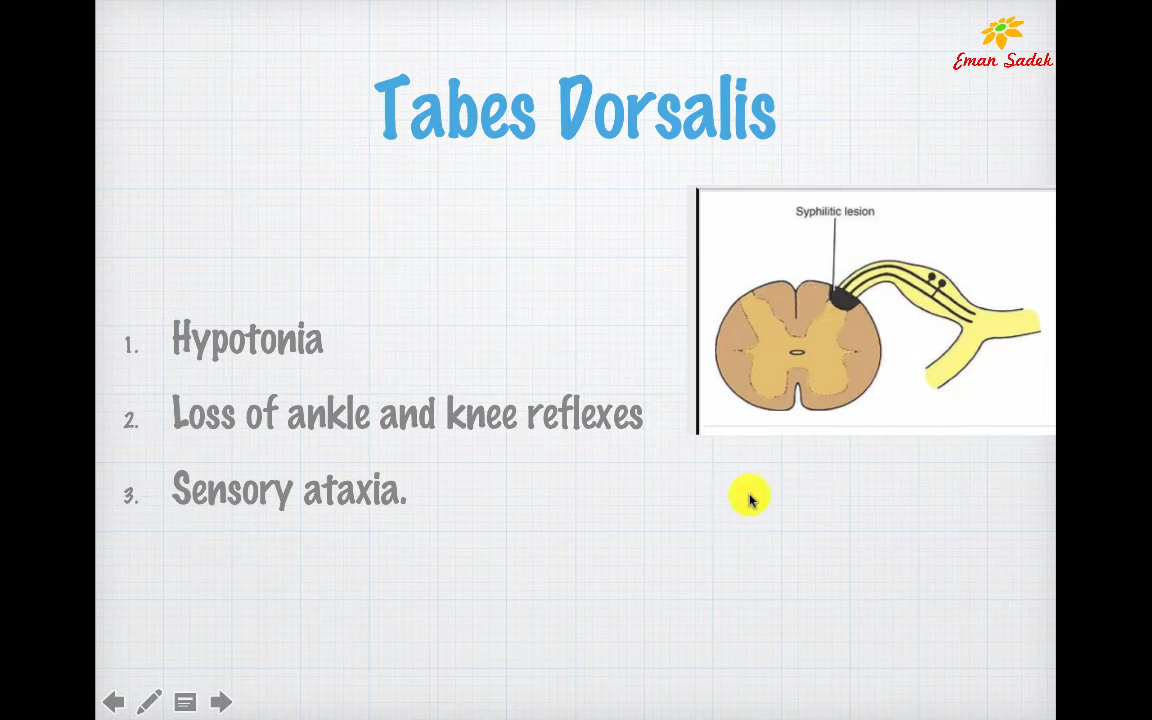 Eman Sadek
Tabes Dorsalis
Syphilitic lesion
1. Hypotonia
2. Loss of ankle and knee reflexes
3. Sensory ataxia.